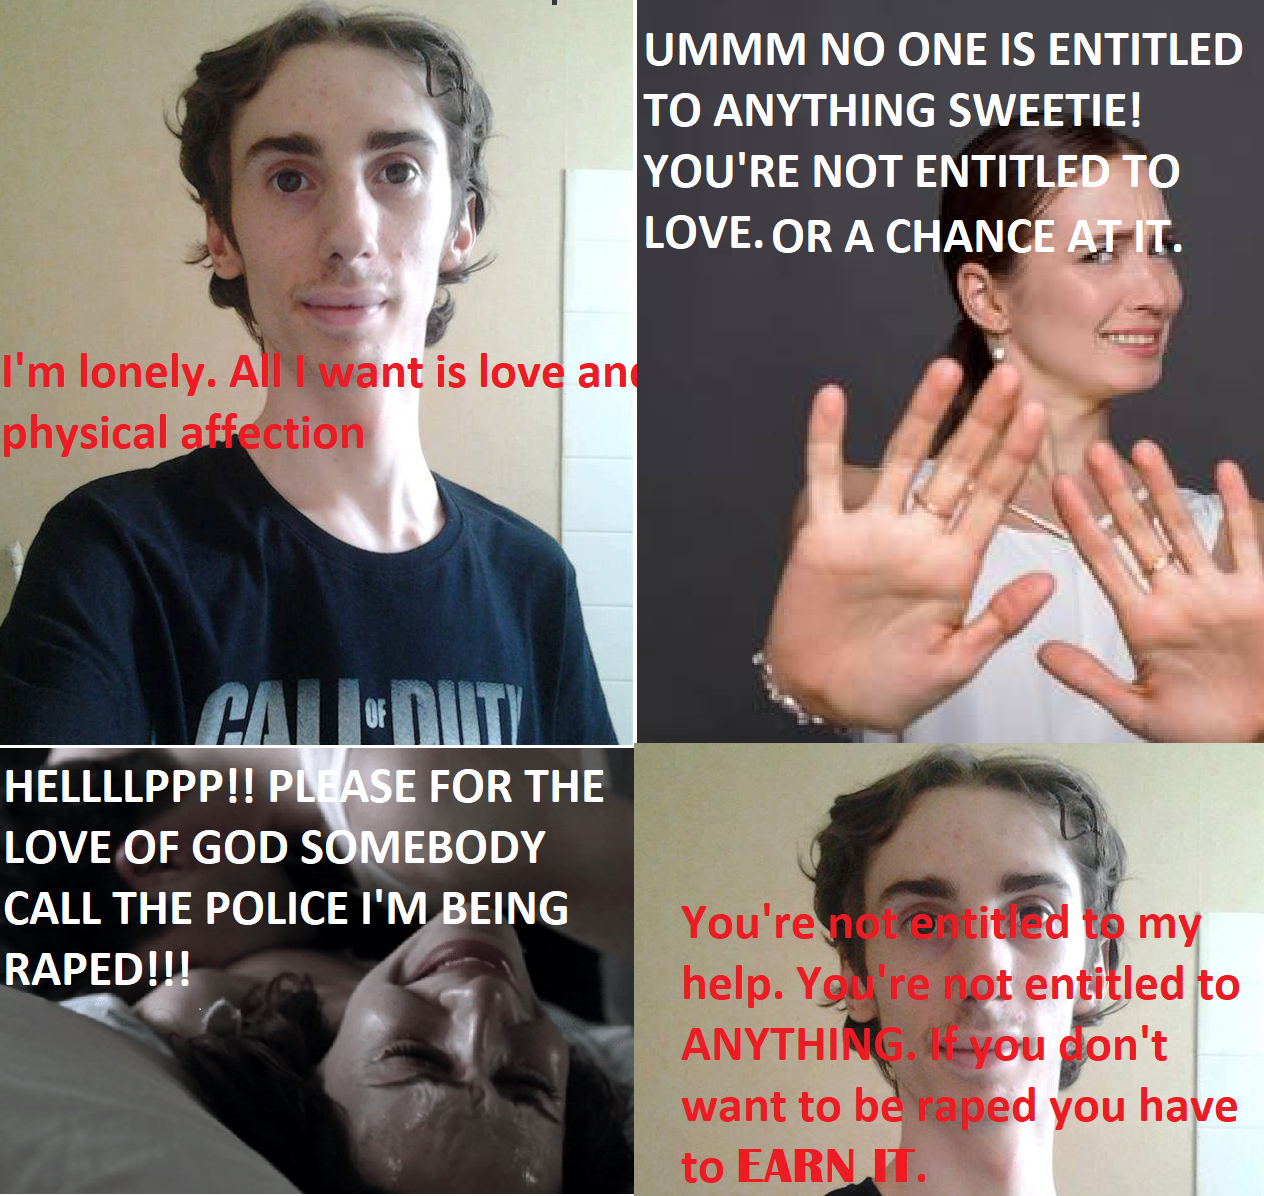 I'm lonely. All I want is love and
physical affection
CALL OF DUTY
UMMM NO ONE IS ENTITLED
TO ANYTHING SWEETIE!
YOU'RE NOT ENTITLED TO
LOVE. OR A CHANCE AT IT.
HELLLLPPP!! PLEASE FOR THE
LOVE OF GOD SOMEBODY
CALL THE POLICE I'M BEING
RAPED!!!
You're not entitled to my
help. You're not entitled to
ANYTHING. If you don't
want to be raped you have
to EARN IT.